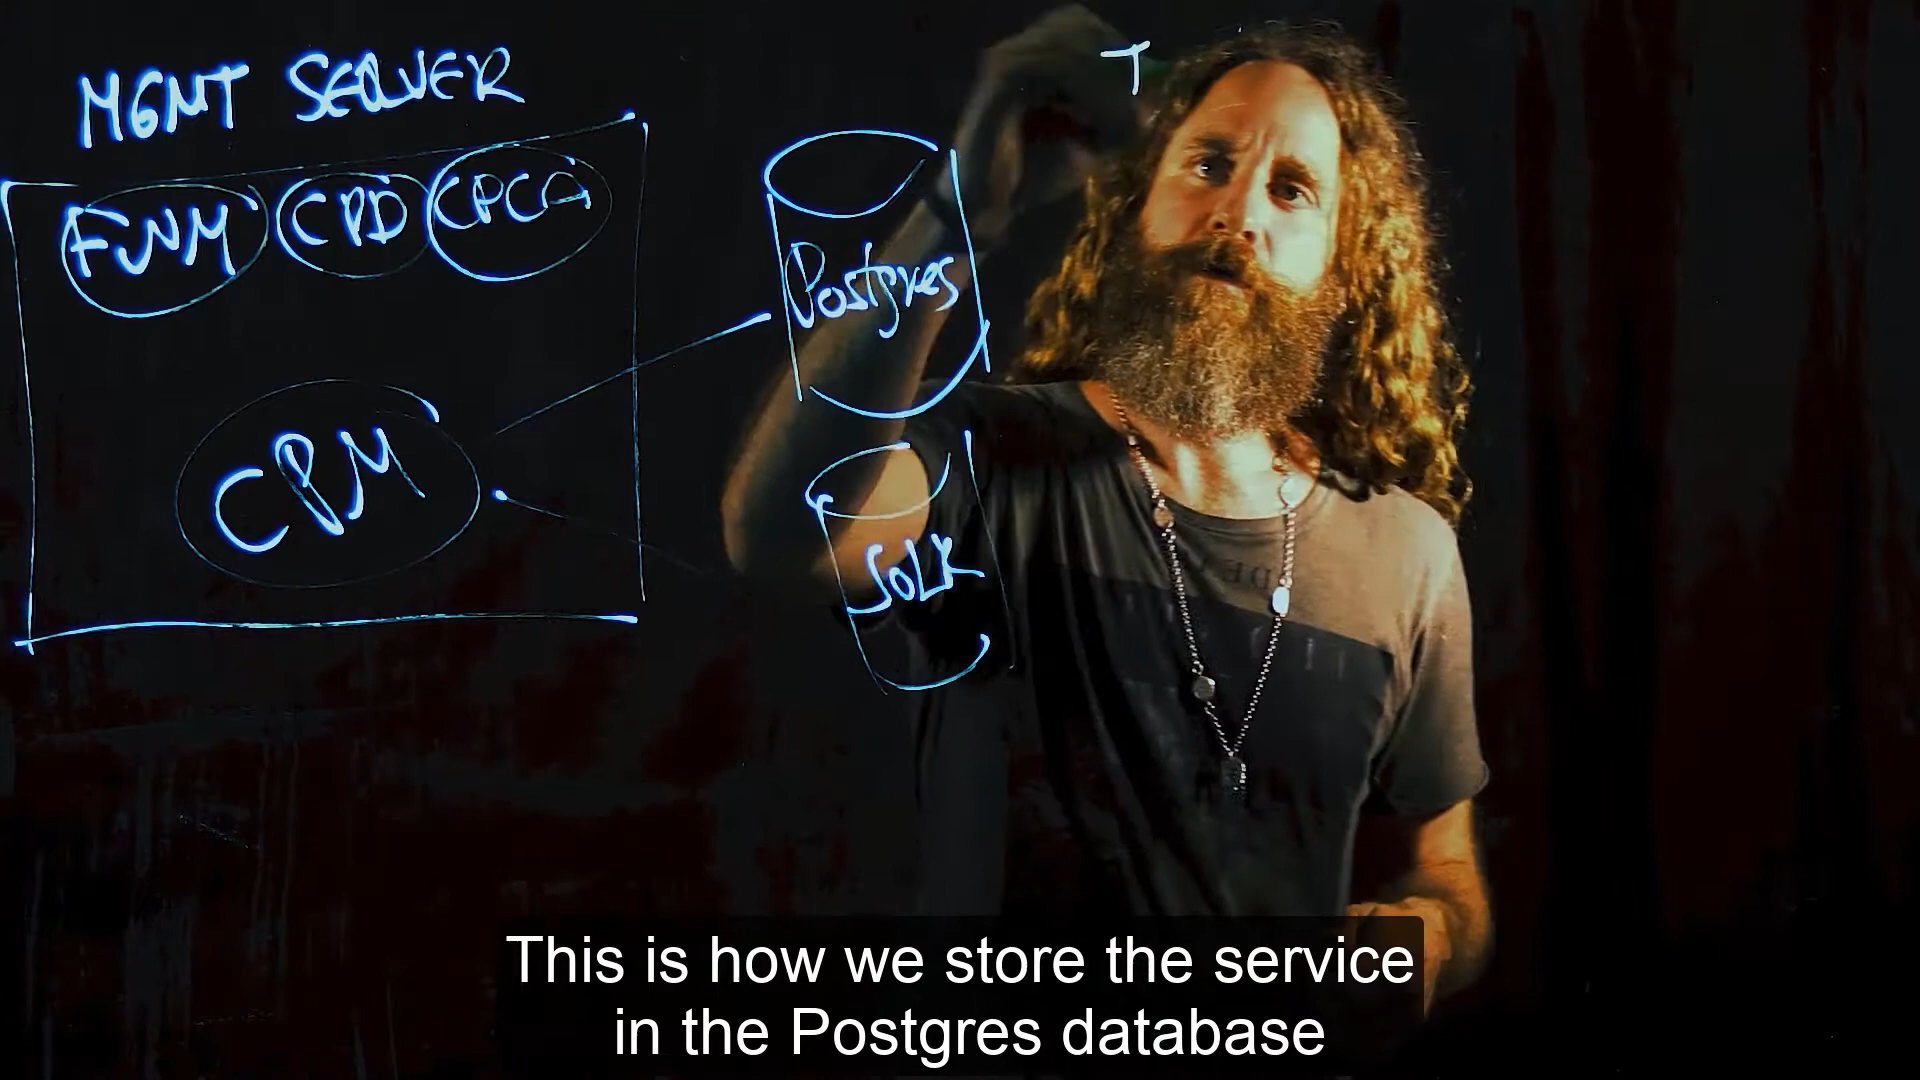 MGMT SERVER
FWM CPD CPCA
CPM
Postgres
SOLR
T
This is how we store the service
in the Postgres database